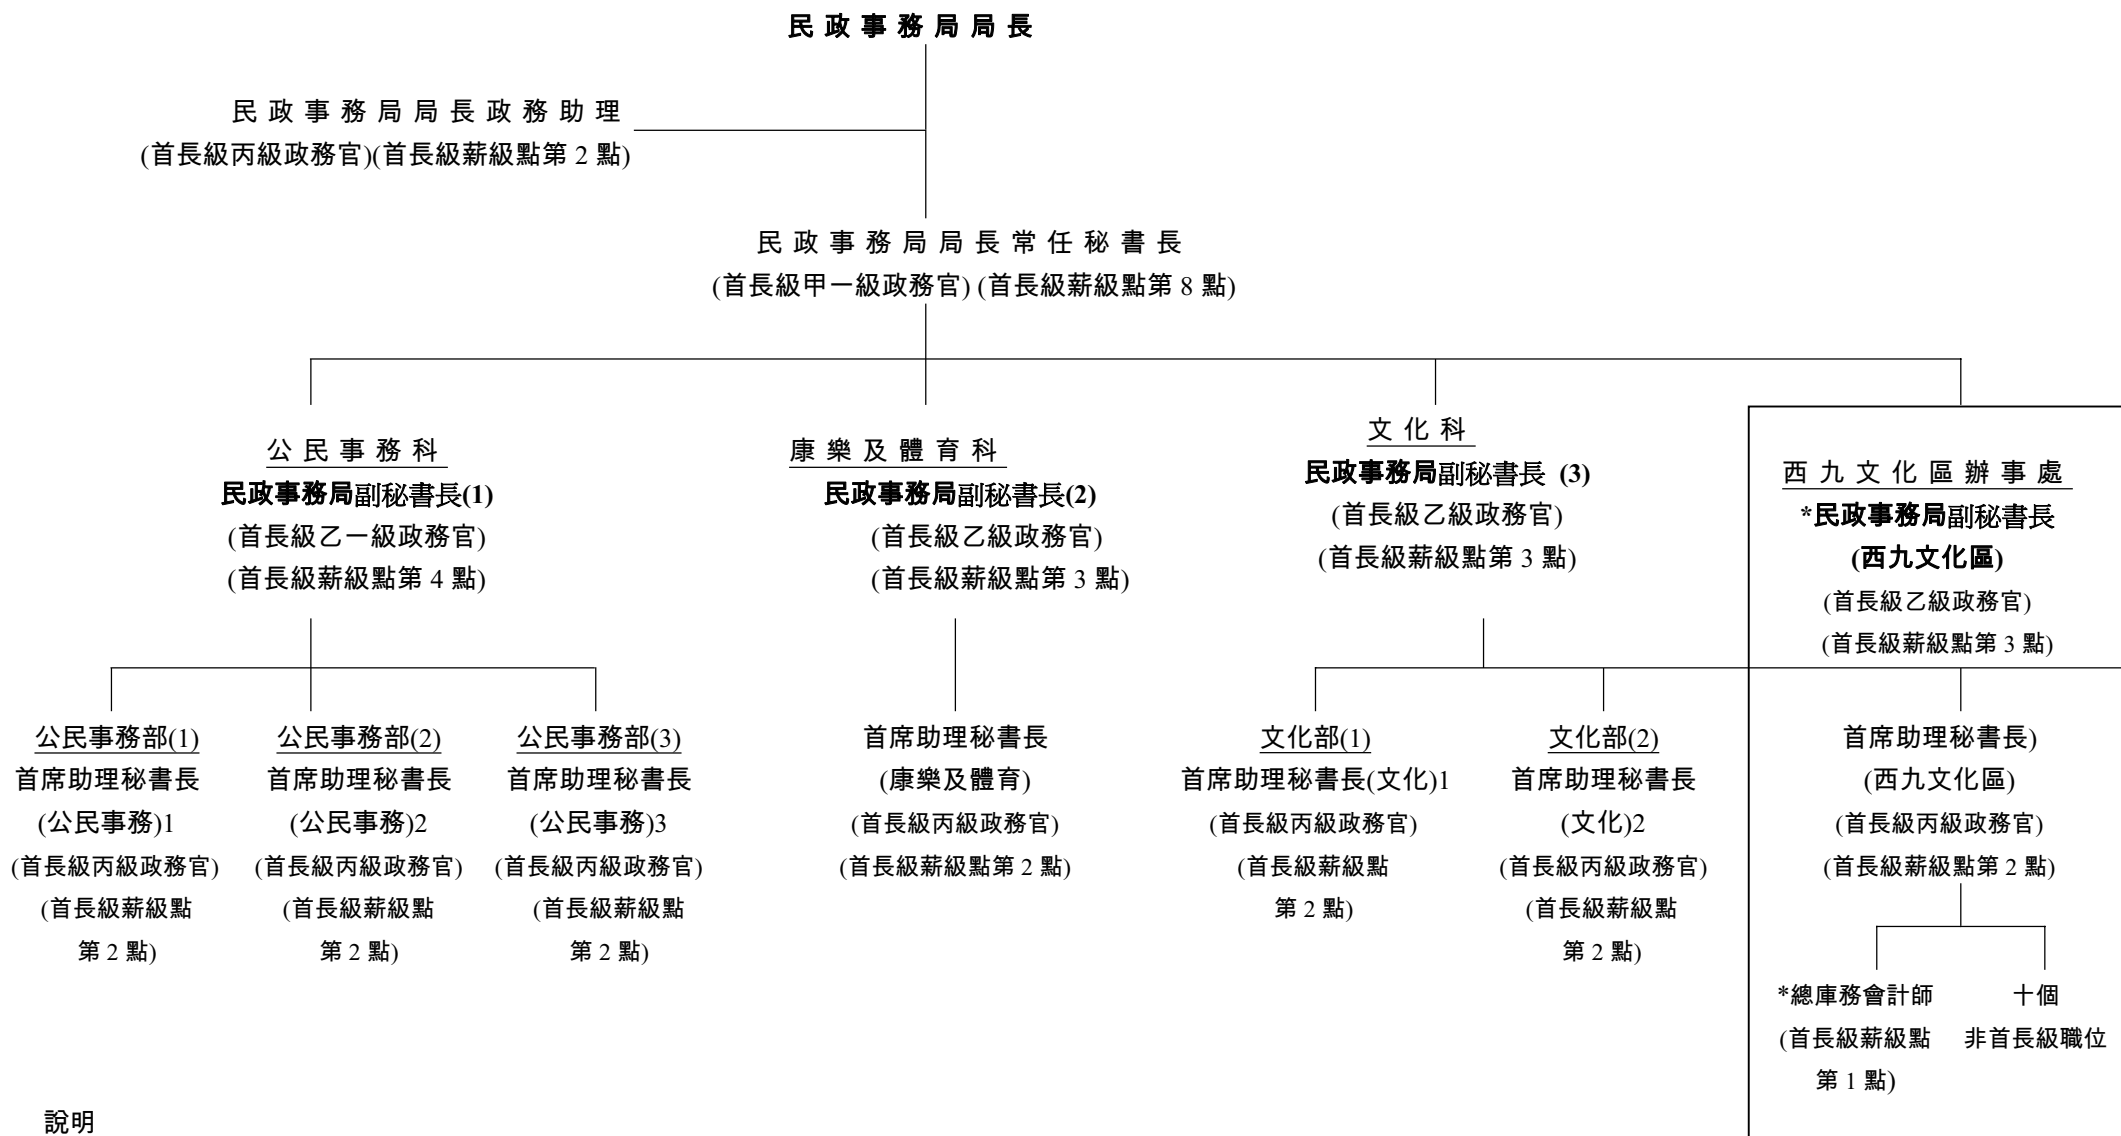 民政事務局局長
民政事務局局長政務助理
(首長級丙級政務官)(首長級薪級點第 2 點)
民政事務局局長常任秘書長
(首長級甲一級政務官) (首長級薪級點第 8 點)
公民事務科
民政事務局副秘書長(1)
(首長級乙一級政務官)
(首長級薪級點第 4 點)
康樂及體育科
民政事務局副秘書長(2)
(首長級乙級政務官)
(首長級薪級點第 3 點)
文化科
民政事務局副秘書長 (3)
(首長級乙級政務官)
(首長級薪級點第 3 點)
西九文化區辦事處
*民政事務局副秘書長
(西九文化區)
(首長級乙級政務官)
(首長級薪級點第 3 點)
公民事務部(1)
首席助理秘書長
(公民事務)1
(首長級丙級政務官)
(首長級薪級點
第 2 點)
公民事務部(2)
首席助理秘書長
(公民事務)2
(首長級丙級政務官)
(首長級薪級點
第 2 點)
公民事務部(3)
首席助理秘書長
(公民事務)3
(首長級丙級政務官)
(首長級薪級點
第 2 點)
首席助理秘書長
(康樂及體育)
(首長級丙級政務官)
(首長級薪級點第 2 點)
文化部(1)
首席助理秘書長(文化)1
(首長級丙級政務官)
(首長級薪級點
第 2 點)
文化部(2)
首席助理秘書長
(文化)2
(首長級丙級政務官)
(首長級薪級點
第 2 點)
首席助理秘書長)
(西九文化區)
(首長級丙級政務官)
(首長級薪級點第 2 點)
*總庫務會計師
(首長級薪級點
第 1 點)
十個
非首長級職位
說明